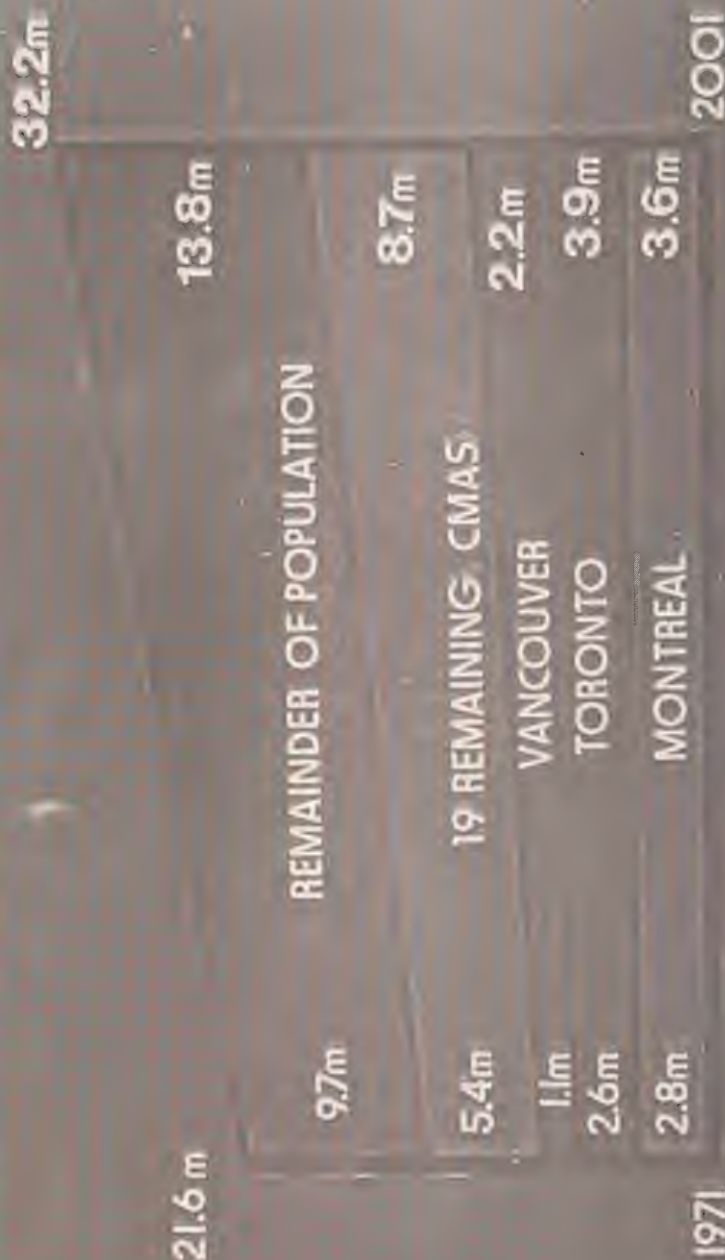 32.2m
21.6 m 13.8m
9.7m REMAINDER OF POPULATION
8.7m
5.4m 19 REMAINING CMAS
1.1m VANCOUVER 2.2m
2.6m TORONTO 3.9m
2.8m MONTREAL 3.6m
1971 2001